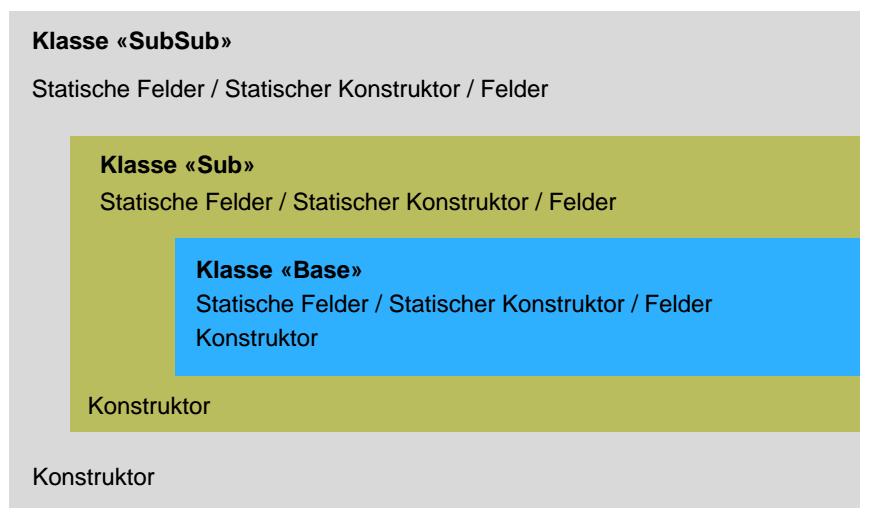 Klasse «SubSub»
Statische Felder / Statischer Konstruktor / Felder
Klasse «Sub»
Statische Felder / Statischer Konstruktor / Felder
Klasse «Base»
Statische Felder / Statischer Konstruktor / Felder
Konstruktor
Konstruktor
Konstruktor